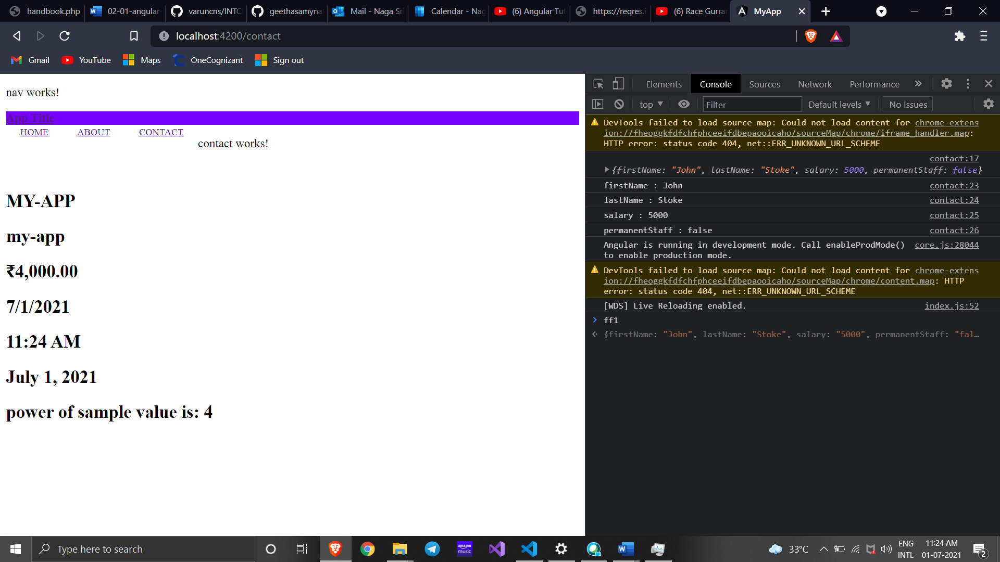 handbook.php
02-01-angular-
varuncns/INTC
geethasamyna
Mail - Naga Sri
Calendar - Nag
(6) Angular Tut
https://reqres.i
(6) Race Gurra
MyApp
localhost:4200/contact
Gmail
YouTube
Maps
OneCognizant
Sign out
nav works!
App Title
HOME
ABOUT
CONTACT
contact works!
MY-APP
my-app
₹4,000.00
7/1/2021
11:24 AM
July 1, 2021
power of sample value is: 4
Elements
Console
Sources
Network
Performance
top
Filter
Default levels
No Issues
DevTools failed to load source map: Could not load content for chrome-extens
ion://fheoggkfdfchfphceeifdbepaooicaho/sourceMap/chrome/iframe_handler.map:
HTTP error: status code 404, net::ERR_UNKNOWN_URL_SCHEME
contact:17
{firstName: "John", lastName: "Stoke", salary: 5000, permanentStaff: false}
firstName : John contact:23
lastName : Stoke contact:24
salary : 5000 contact:25
permanentStaff : false contact:26
Angular is running in development mode. Call enableProdMode() core.js:28044
to enable production mode.
DevTools failed to load source map: Could not load content for chrome-extens
ion://fheoggkfdfchfphceeifdbepaooicaho/sourceMap/chrome/content.map: HTTP
error: status code 404, net::ERR_UNKNOWN_URL_SCHEME
[WDS] Live Reloading enabled. index.js:52
ff1
{firstName: "John", lastName: "Stoke", salary: "5000", permanentStaff: "fal…
Type here to search
amazon
music
33°C
ENG
INTL
11:24 AM
01-07-2021
2